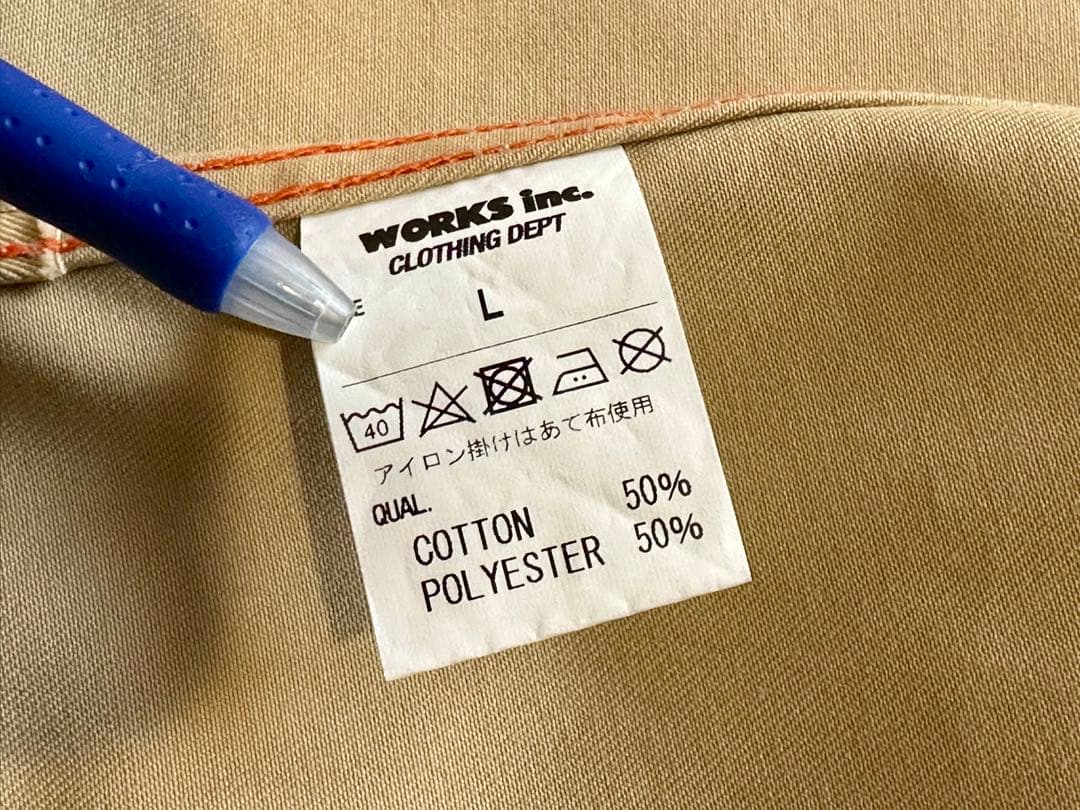 WORKS inc.
CLOTHING DEPT
E L
40
アイロン掛けはあて布使用
QUAL.
COTTON 50%
POLYESTER 50%